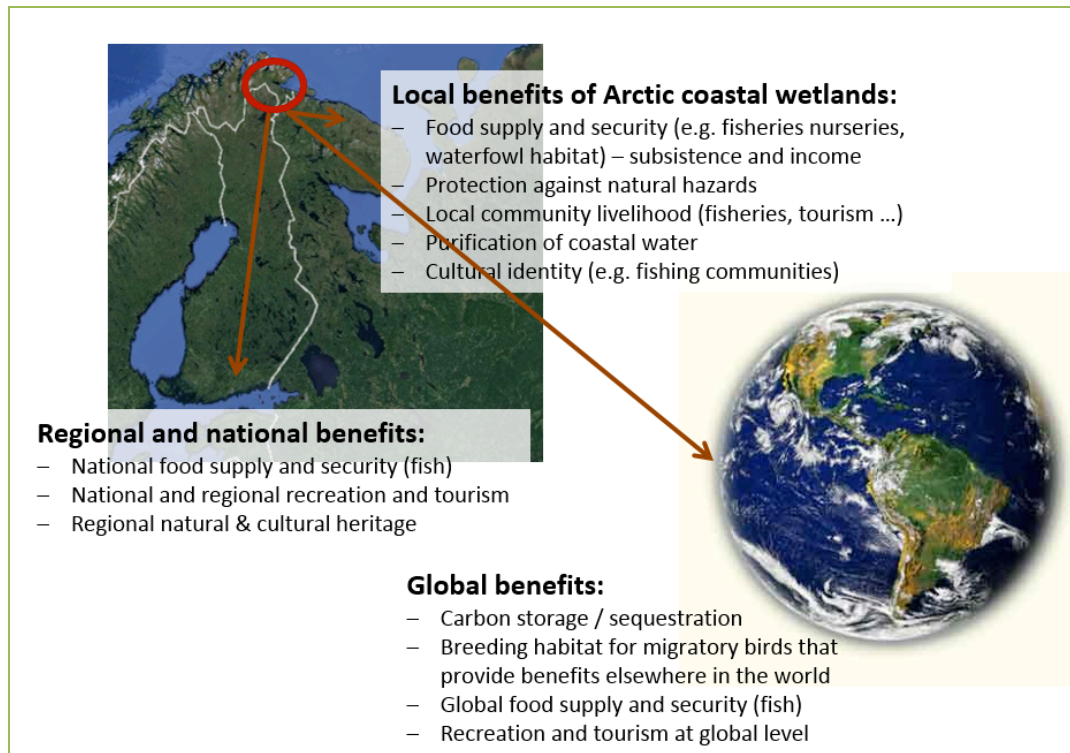 Local benefits of Arctic coastal wetlands:
– Food supply and security (e.g. fisheries nurseries,
waterfowl habitat) – subsistence and income
– Protection against natural hazards
– Local community livelihood (fisheries, tourism ...)
– Purification of coastal water
– Cultural identity (e.g. fishing communities)
Regional and national benefits:
– National food supply and security (fish)
– National and regional recreation and tourism
– Regional natural & cultural heritage
Global benefits:
– Carbon storage / sequestration
– Breeding habitat for migratory birds that
provide benefits elsewhere in the world
– Global food supply and security (fish)
– Recreation and tourism at global level